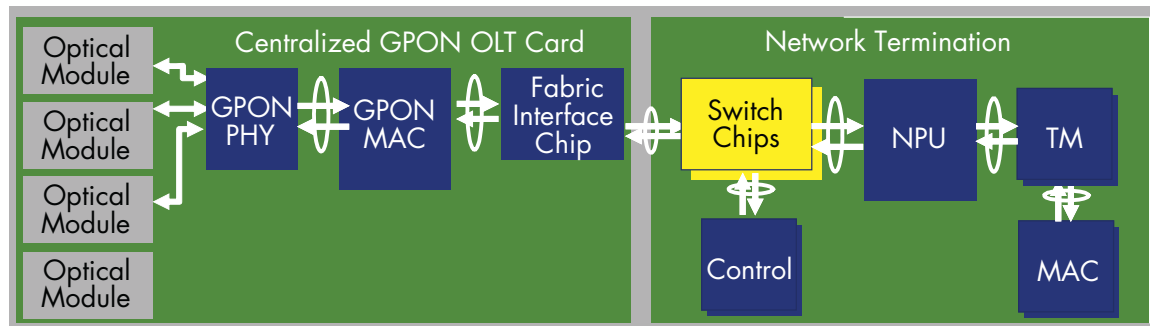 Centralized GPON OLT Card
Network Termination
Optical
Module
Optical
Module
Optical
Module
Optical
Module
GPON
PHY
GPON
MAC
Fabric
Interface
Chip
Switch
Chips
NPU
TM
Control
MAC